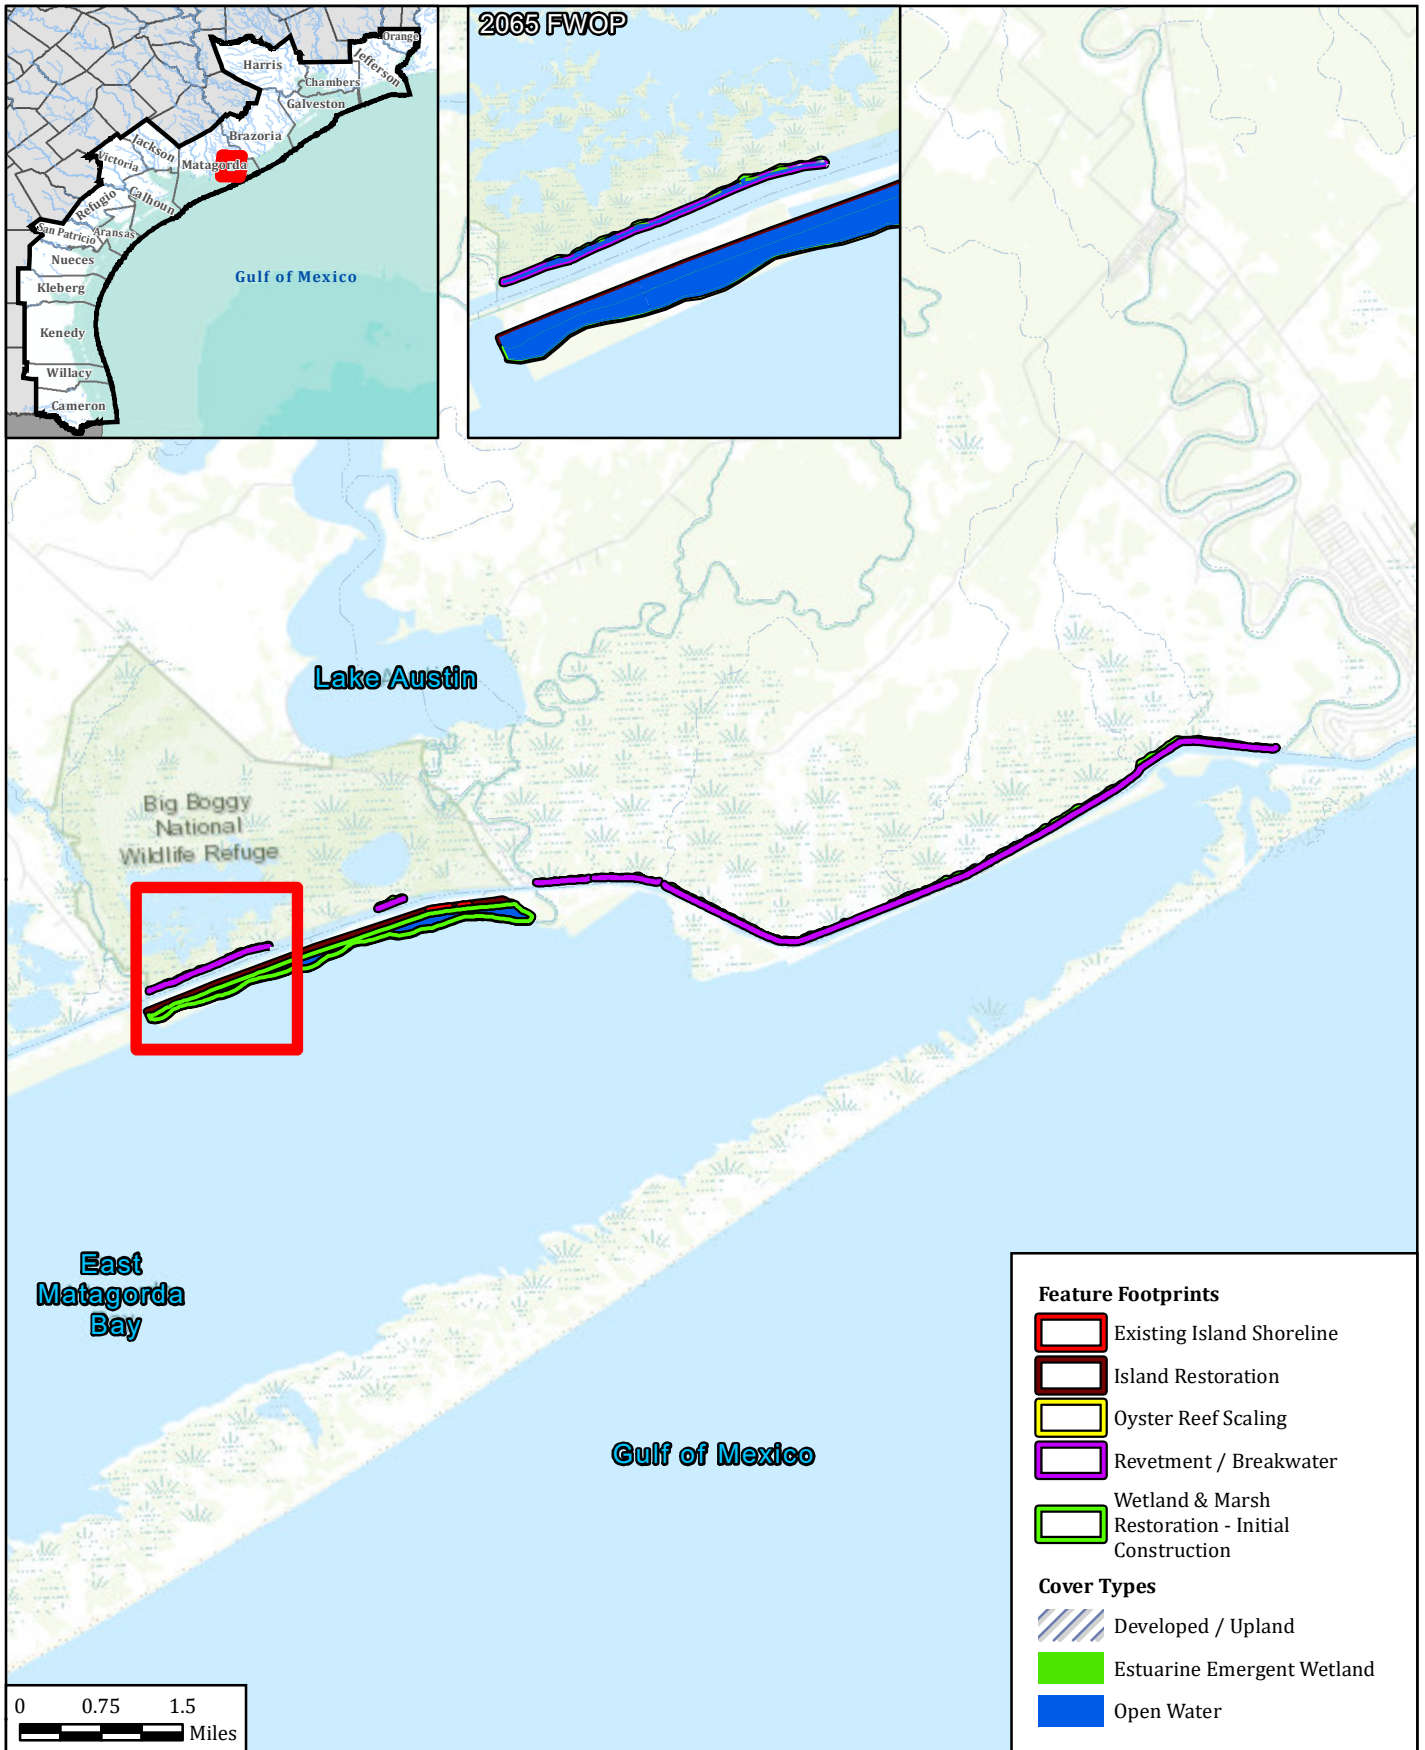 Orange
Harris
Jefferson
Chambers
Galveston
Brazoria
Jackson
Victoria
Matagorda
Calhoun
Refugio
San Patricio
Aransas
Nueces
Kleberg
Kenedy
Willacy
Cameron
Gulf of Mexico
2065 FWOP
Lake Austin
Big Boggy
National
Wildlife Refuge
East
Matagorda
Bay
Gulf of Mexico
Feature Footprints
Existing Island Shoreline
Island Restoration
Oyster Reef Scaling
Revetment / Breakwater
Wetland & Marsh
Restoration - Initial
Construction
Cover Types
Developed / Upland
Estuarine Emergent Wetland
Open Water
0 0.75 1.5
Miles